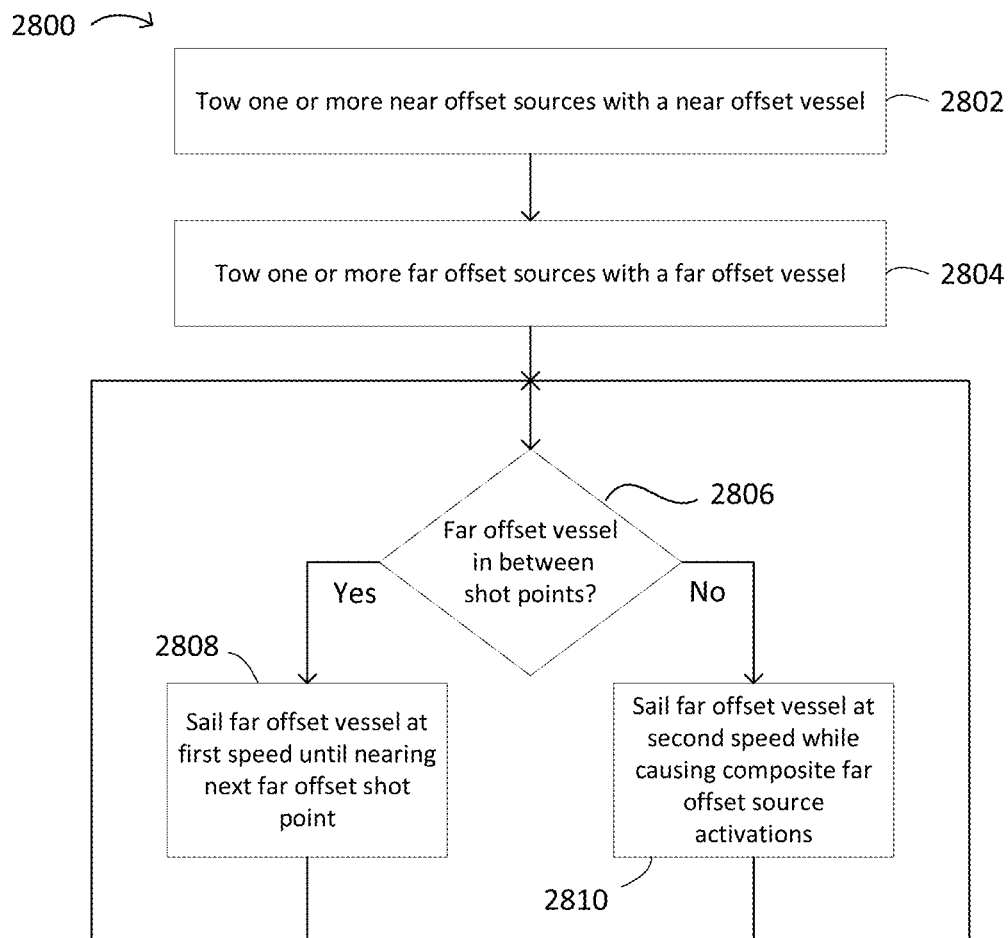 2800
Tow one or more near offset sources with a near offset vessel
2802
Tow one or more far offset sources with a far offset vessel
2804
2806
Far offset vessel
in between
shot points?
Yes
No
2808
Sail far offset vessel at
first speed until nearing
next far offset shot
point
Sail far offset vessel at
second speed while
causing composite far
offset source
activations
2810